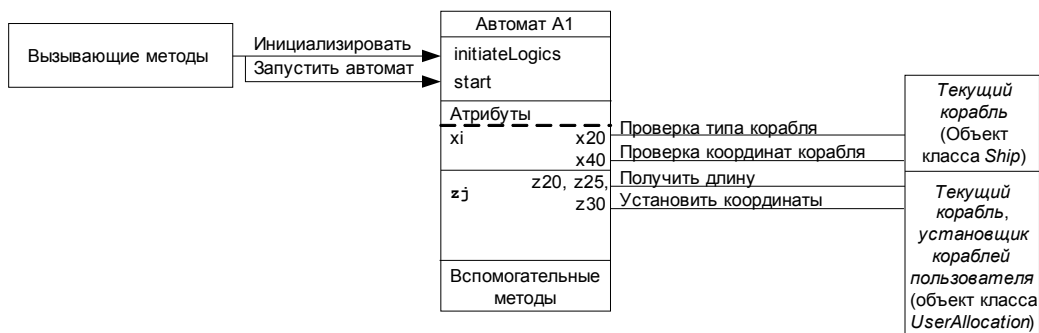 Вызывающие методы
Инициализировать
Запустить автомат
Автомат A1
initiateLogics
start
Атрибуты
xi
x20
x40
zj
z20, z25,
z30
Вспомогательные
методы
Проверка типа корабля
Проверка координат корабля
Получить длину
Установить координаты
Текущий
корабль
(Объект
класса Ship)
Текущий
корабль,
установщик
кораблей
пользователя
(объект класса
UserAllocation)